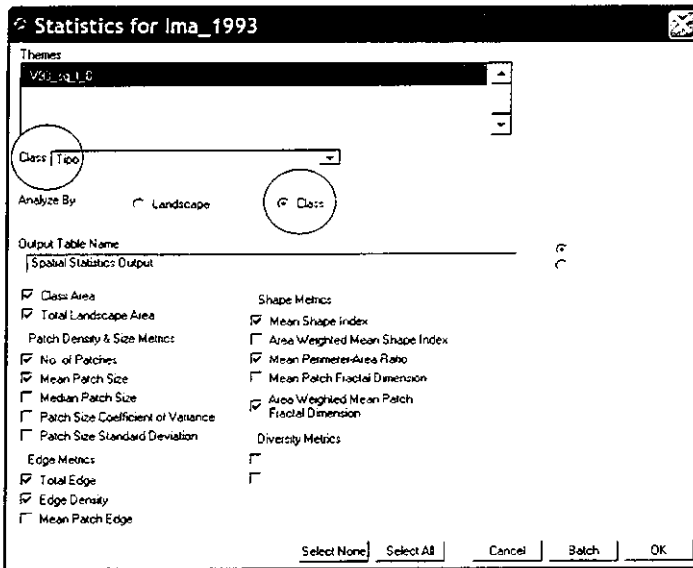 Statistics for Ima_1993
Themes
Class Tipo
Analyze By Landscape Class
Output Table Name
Spatial Statistics Output
Class Area
Total Landscape Area
Patch Density & Size Metrics
No. of Patches
Mean Patch Size
Median Patch Size
Patch Size Coefficient of Variance
Patch Size Standard Deviation
Edge Metrics
Total Edge
Edge Density
Mean Patch Edge
Shape Metrics
Mean Shape Index
Area Weighted Mean Shape Index
Mean Perimeter-Area Ratio
Mean Patch Fractal Dimension
Area Weighted Mean Patch
Fractal Dimension
Diversity Metrics
Select None Select All Cancel Batch OK